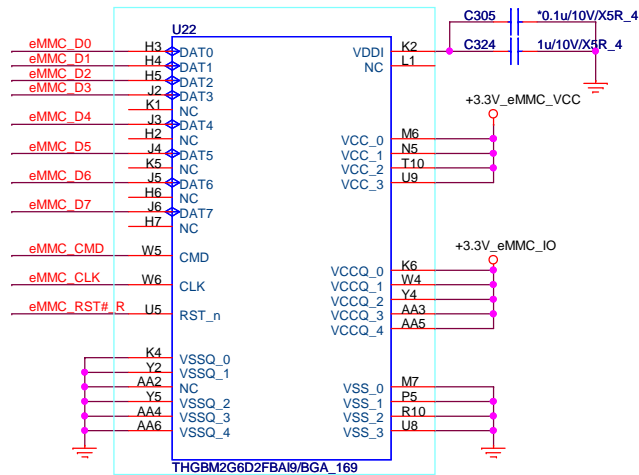 U22
C305 *0.1u/10V/X5R_4
eMMC_D0 H3 DAT0 VDDI K2 C324 1u/10V/X5R_4
eMMC_D1 H4 DAT1 NC L1
eMMC_D2 H5 DAT2
eMMC_D3 J2 DAT3
K1 NC +3.3V_eMMC_VCC
eMMC_D4 J3 DAT4
H2 NC VCC_0 M6
eMMC_D5 J4 DAT5 VCC_1 N5
K5 NC VCC_2 T10
eMMC_D6 J5 DAT6 VCC_3 U9
H6 NC
eMMC_D7 J6 DAT7
H7 NC
+3.3V_eMMC_IO
eMMC_CMD W5 CMD
VCCQ_0 K6
eMMC_CLK W6 CLK VCCQ_1 W4
VCCQ_2 Y4
eMMC_RST#_R U5 RST_n VCCQ_3 AA3
VCCQ_4 AA5
K4 VSSQ_0
Y2 VSSQ_1
AA2 NC VSS_0 M7
Y5 VSSQ_2 VSS_1 P5
AA4 VSSQ_3 VSS_2 R10
AA6 VSSQ_4 VSS_3 U8
THGBM2G6D2FBAI9/BGA_169